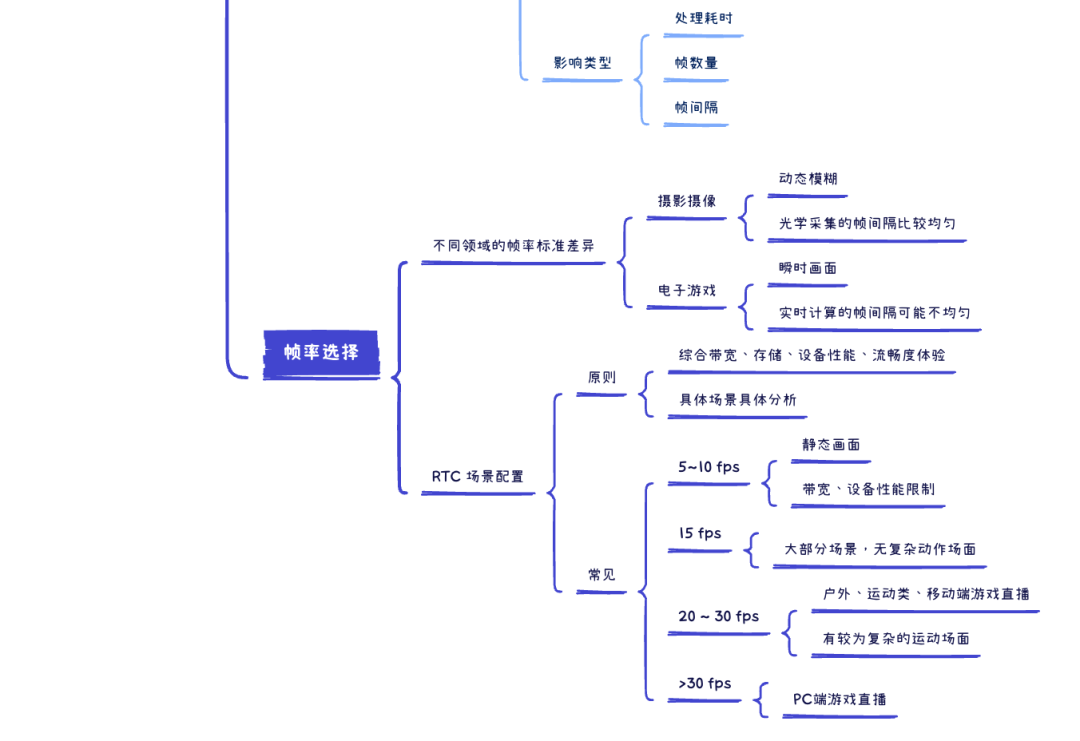 处理耗时
影响类型
帧数量
帧间隔
帧率选择
不同领域的帧率标准差异
摄影摄像
动态模糊
光学采集的帧间隔比较均匀
电子游戏
瞬时画面
实时计算的帧间隔可能不均匀
RTC 场景配置
原则
综合带宽、存储、设备性能、流畅度体验
具体场景具体分析
常见
5~10 fps
静态画面
带宽、设备性能限制
15 fps
大部分场景，无复杂动作场面
20 ~ 30 fps
户外、运动类、移动端游戏直播
有较为复杂的运动场面
>30 fps
PC端游戏直播